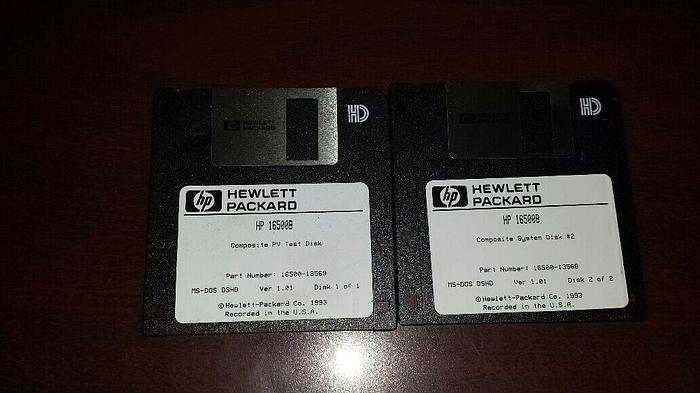 hp HEWLETT
PACKARD
HD
hp HEWLETT
PACKARD
HP 16500B
Composite PV Test Disk
Part Number: 16500-13569
MS-DOS DSHD Ver 1.01 Disk 1 of 1
©Hewlett-Packard Co. 1993
Recorded in the U.S.A.
hp HEWLETT
PACKARD
HD
hp HEWLETT
PACKARD
HP 16500B
Composite System Disk #2
Part Number: 16500-13568
MS-DOS DSHD Ver 1.01 Disk 2 of 2
©Hewlett-Packard Co. 1993
Recorded in the U.S.A.